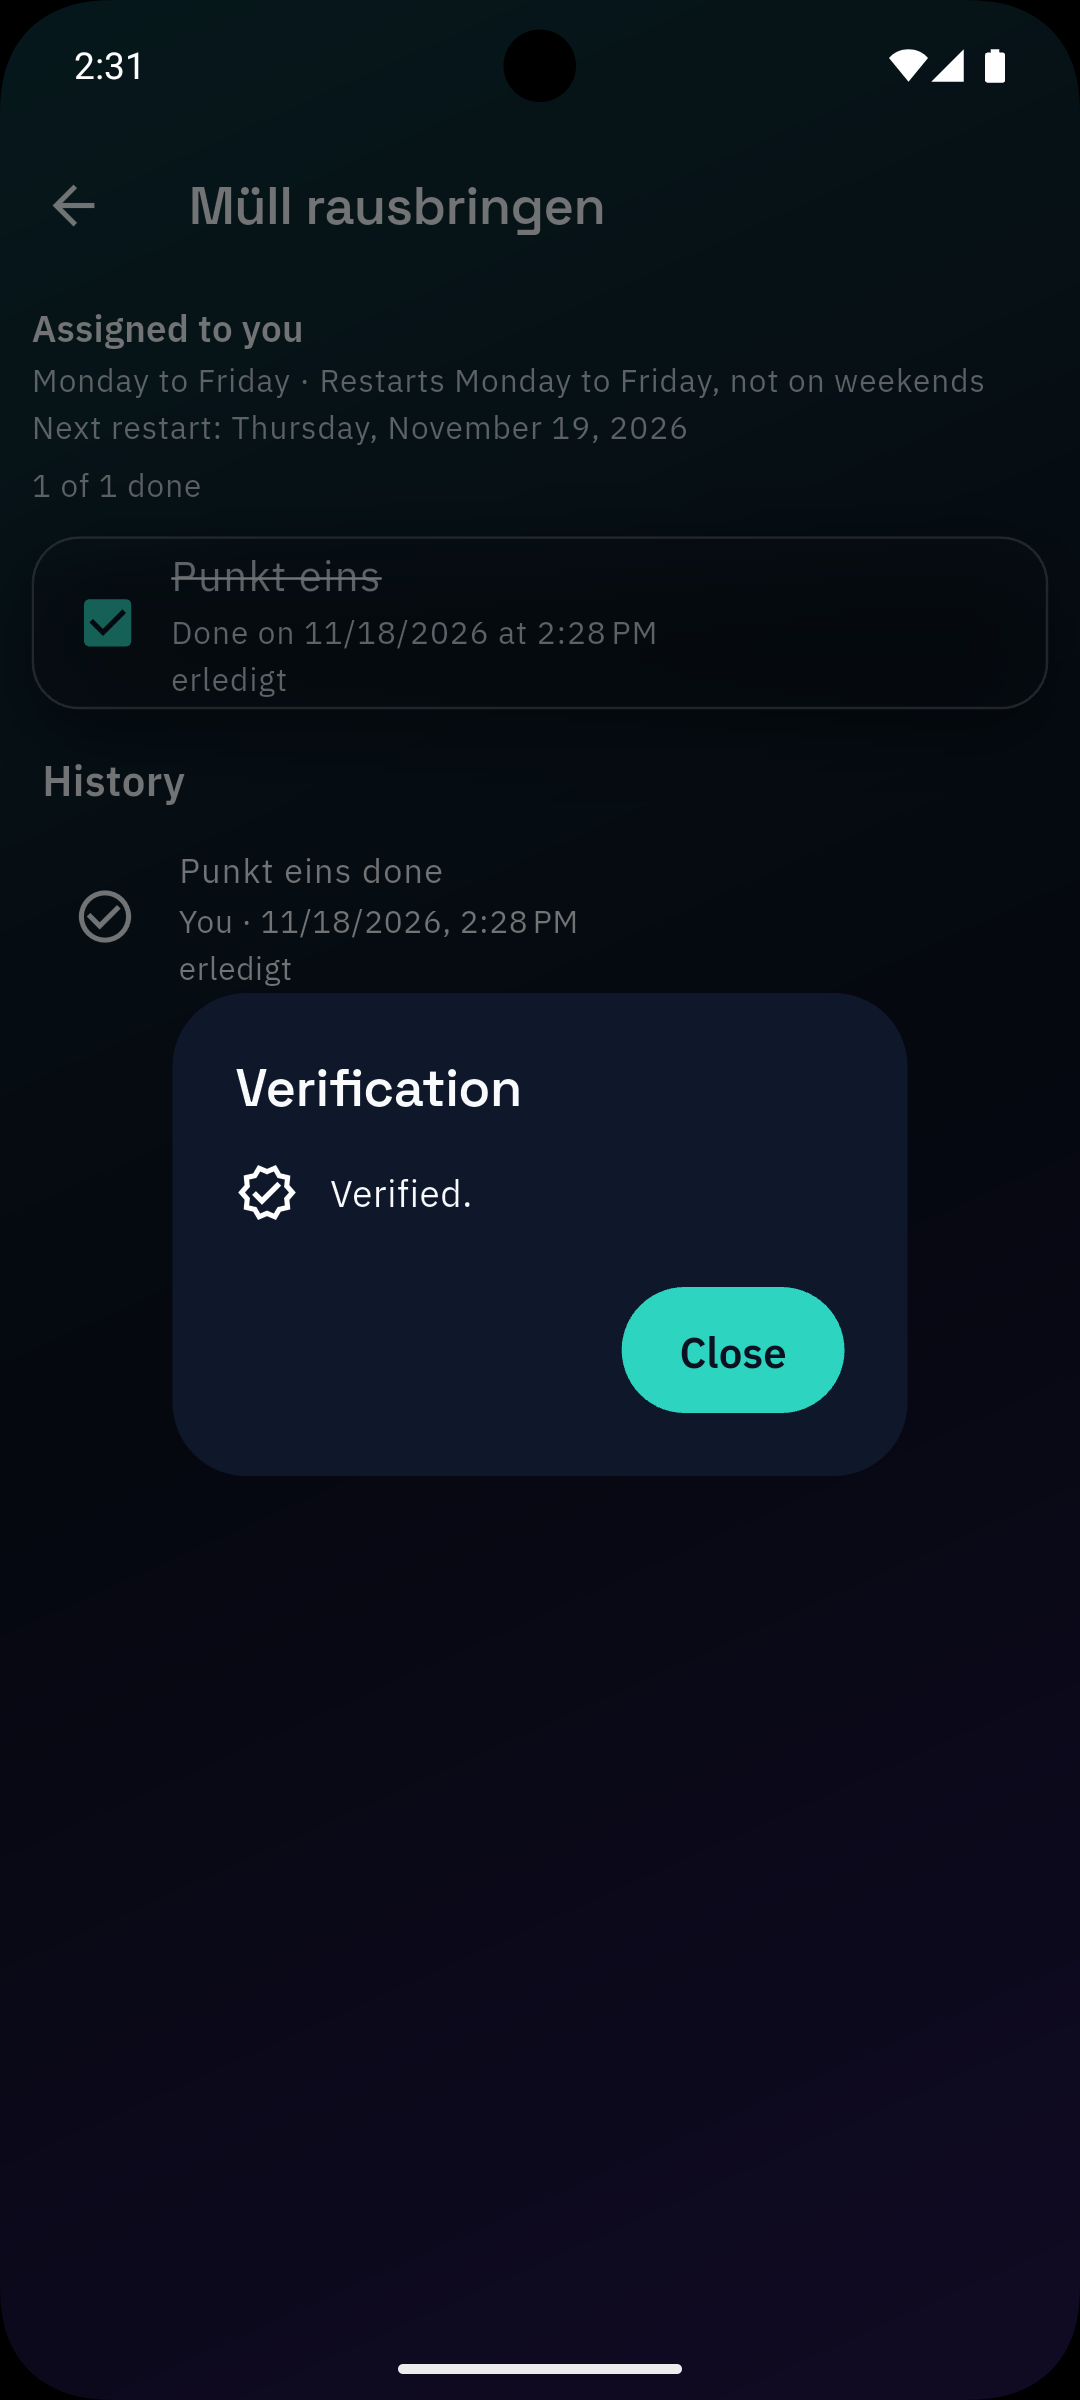 2:31
Müll rausbringen
Assigned to you
Monday to Friday · Restarts Monday to Friday, not on weekends
Next restart: Thursday, November 19, 2026
1 of 1 done
Punkt eins
Done on 11/18/2026 at 2:28 PM
erledigt
History
Punkt eins done
You · 11/18/2026, 2:28 PM
erledigt
Verification
Verified.
Close